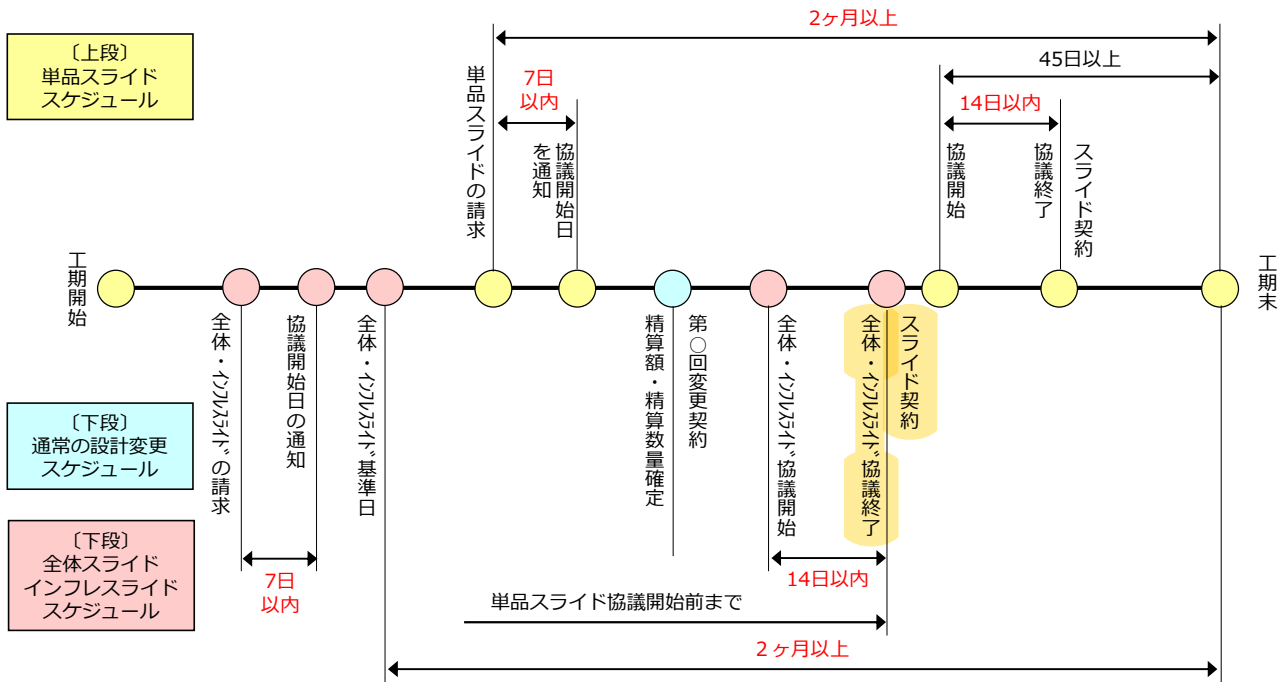 〔上段〕
単品スライド
スケジュール
2ヶ月以上
45日以上
7日
以内
14日以内
単品スライドの請求
協議開始日
を通知
協議開始
協議終了
スライド契約
工期開始
工期末
全体・インフレスライドの請求
協議開始日の通知
全体・インフレスライド基準日
第○回変更契約
精算額・精算数量確定
全体・インフレスライド協議開始
スライド契約
全体・インフレスライド協議終了
〔下段〕
通常の設計変更
スケジュール
〔下段〕
全体スライド
インフレスライド
スケジュール
7日
以内
14日以内
単品スライド協議開始前まで
２ヶ月以上